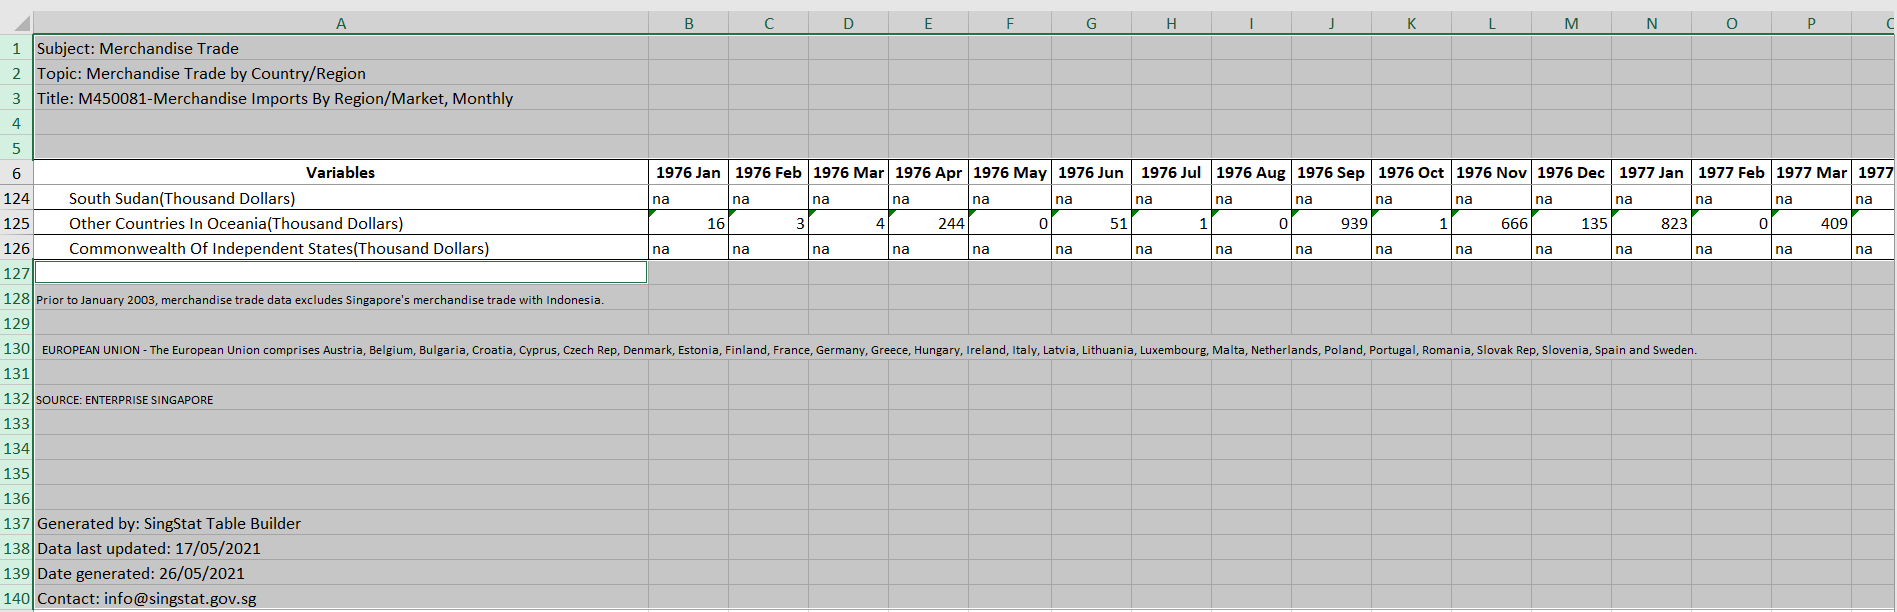 A B C D E F G H I J K L M N O P
1 Subject: Merchandise Trade
2 Topic: Merchandise Trade by Country/Region
3 Title: M450081-Merchandise Imports By Region/Market, Monthly
4
5
6 Variables 1976 Jan 1976 Feb 1976 Mar 1976 Apr 1976 May 1976 Jun 1976 Jul 1976 Aug 1976 Sep 1976 Oct 1976 Nov 1976 Dec 1977 Jan 1977 Feb 1977 Mar 1977
124 South Sudan(Thousand Dollars) na na na na na na na na na na na na na na na na
125 Other Countries In Oceania(Thousand Dollars) 16 3 4 244 0 51 1 0 939 1 666 135 823 0 409
126 Commonwealth Of Independent States(Thousand Dollars) na na na na na na na na na na na na na na na na
127
128 Prior to January 2003, merchandise trade data excludes Singapore's merchandise trade with Indonesia.
129
130 EUROPEAN UNION - The European Union comprises Austria, Belgium, Bulgaria, Croatia, Cyprus, Czech Rep, Denmark, Estonia, Finland, France, Germany, Greece, Hungary, Ireland, Italy, Latvia, Lithuania, Luxembourg, Malta, Netherlands, Poland, Portugal, Romania, Slovak Rep, Slovenia, Spain and Sweden.
131
132 SOURCE: ENTERPRISE SINGAPORE
133
134
135
136
137 Generated by: SingStat Table Builder
138 Data last updated: 17/05/2021
139 Date generated: 26/05/2021
140 Contact: info@singstat.gov.sg